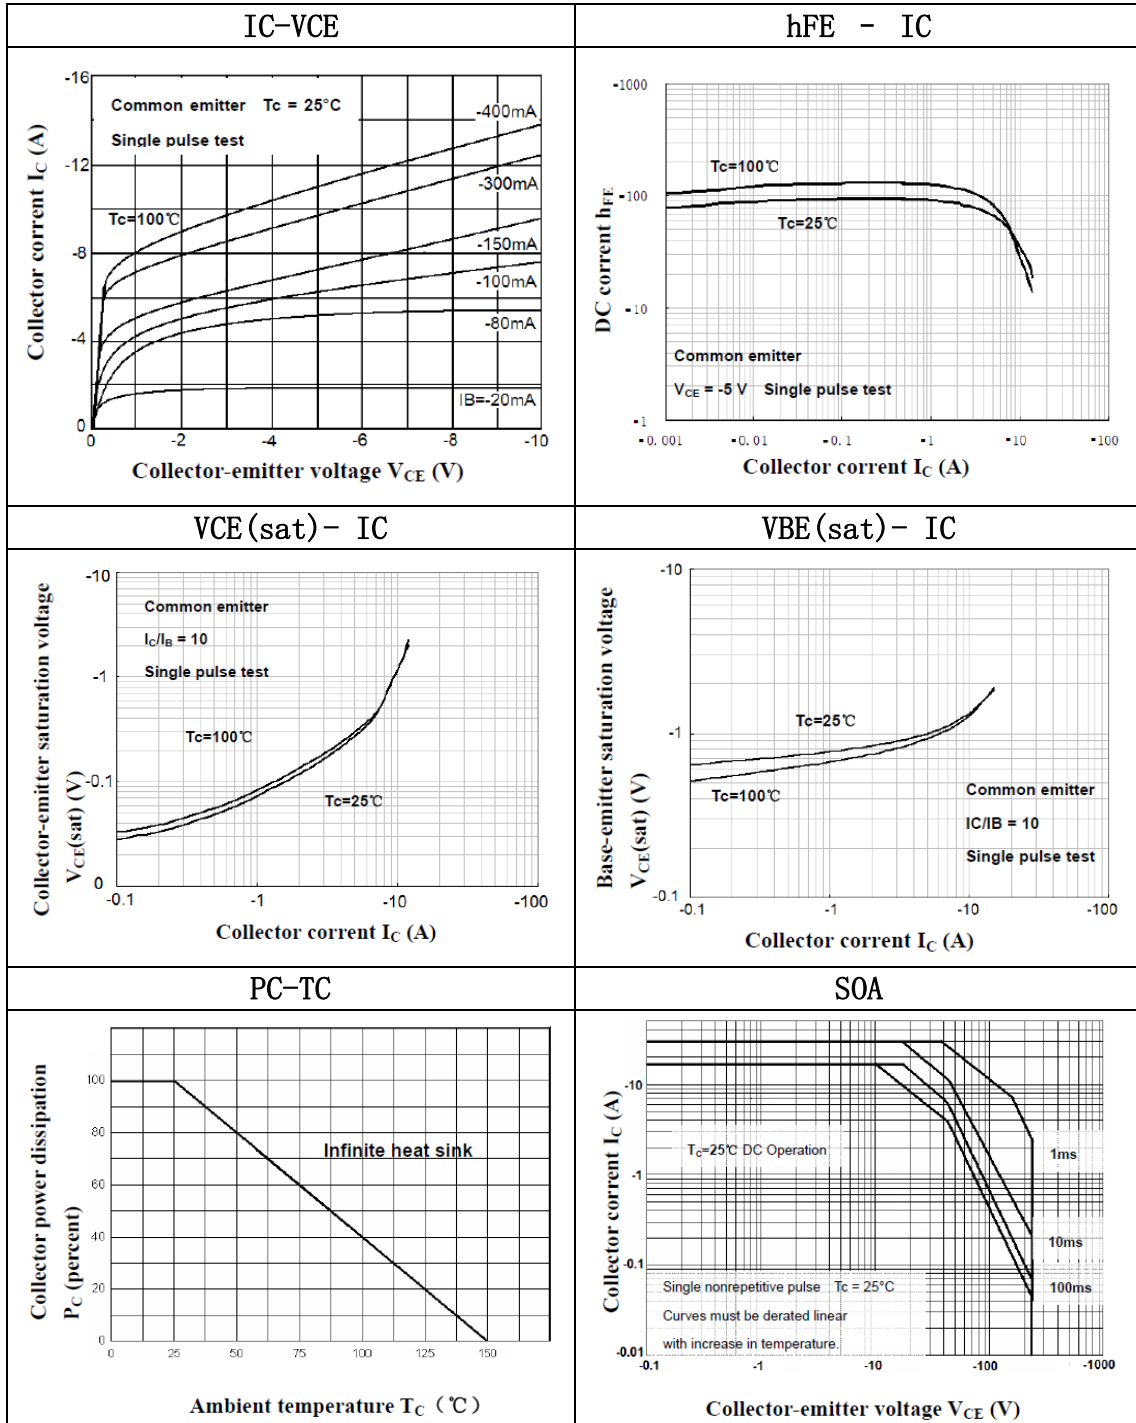 IC-VCE
hFE - IC
-16
-12
-8
-4
0
0
-2
-4
-6
-8
-10
Common emitter Tc = 25°C
Single pulse test
Tc=100℃
-400mA
-300mA
-150mA
-100mA
-80mA
IB=-20mA
Collector corrent IC (A)
Collector-emitter voltage VCE (V)
-1000
-100
-10
-1
-0.001
-0.01
-0.1
-1
-10
-100
Tc=100℃
Tc=25℃
Common emitter
VCE = -5 V Single pulse test
DC corrent hFE
Collector corrent IC (A)
VCE(sat)- IC
VBE(sat)- IC
-10
-1
-0.1
0
-0.1
-1
-10
-100
Common emitter
IC/IB = 10
Single pulse test
Tc=100℃
Tc=25℃
Collector-emitter saturation voltage
VCE(sat) (V)
Collector corrent IC (A)
-10
-1
-0.1
-0.1
-1
-10
-100
Tc=25℃
Tc=100℃
Common emitter
IC/IB = 10
Single pulse test
Base-emitter saturation voltage
VCE(sat) (V)
Collector corrent IC (A)
PC-TC
SOA
100
80
60
40
20
0
0
25
50
75
100
125
150
Infinite heat sink
Collector power dissipation
PC (percent)
Ambient temperature TC (℃)
-10
-1
-0.1
-0.01
-0.1
-1
-10
-100
-1000
TC=25℃ DC Operation
1ms
10ms
100ms
Single nonrepetitive pulse Tc = 25°C
Curves must be derated linear
with increase in temperature.
Collector corrent IC (A)
Collector-emitter voltage VCE (V)